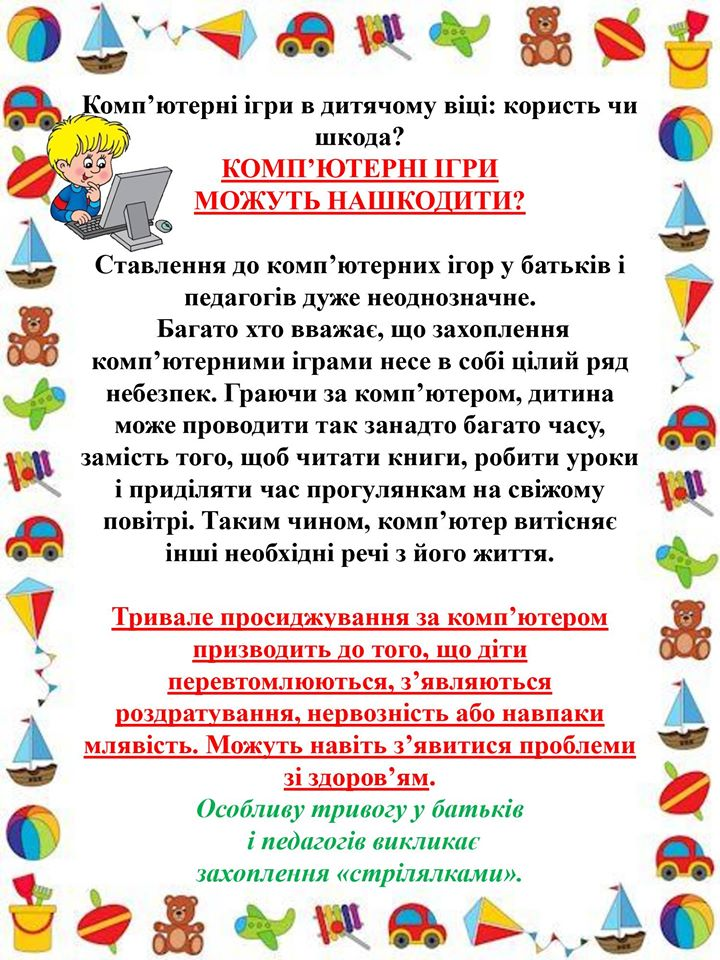 Комп’ютерні ігри в дитячому віці: користь чи
шкода?
КОМП’ЮТЕРНІ ІГРИ
МОЖУТЬ НАШКОДИТИ?
Ставлення до комп’ютерних ігор у батьків і
педагогів дуже неоднозначне.
Багато хто вважає, що захоплення
комп’ютерними іграми несе в собі цілий ряд
небезпек. Граючи за комп’ютером, дитина
може проводити так занадто багато часу,
замість того, щоб читати книги, робити уроки
і приділяти час прогулянкам на свіжому
повітрі. Таким чином, комп’ютер витісняє
інші необхідні речі з його життя.
Тривале просиджування за комп’ютером
призводить до того, що діти
перевтомлюються, з’являються
роздратування, нервозність або навпаки
млявість. Можуть навіть з’явитися проблеми
зі здоров’ям.
Особливу тривогу у батьків
і педагогів викликає
захоплення «стрілялками».